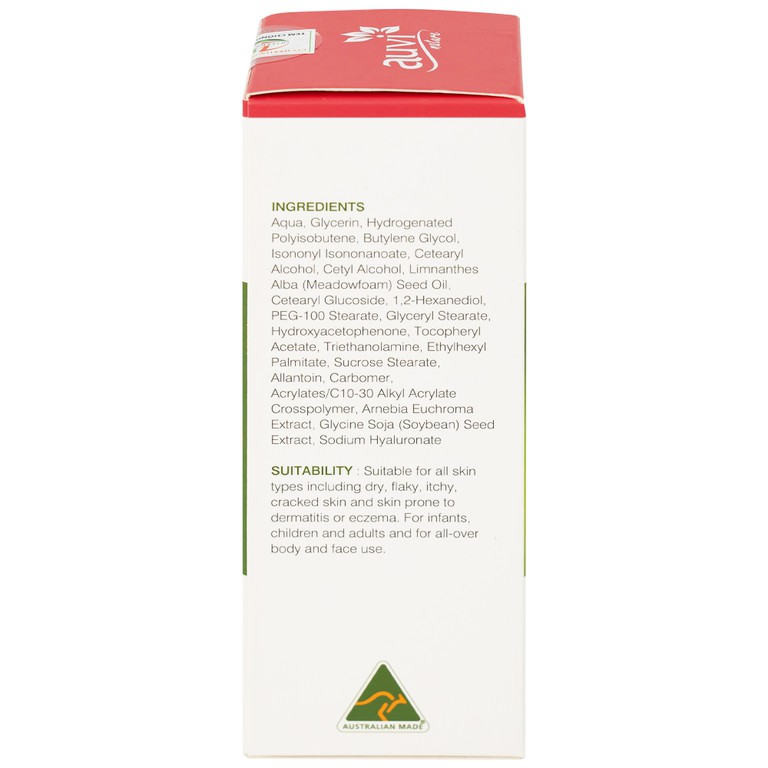 auvi
INGREDIENTS
Aqua, Glycerin, Hydrogenated
Polyisobutene, Butylene Glycol,
Isononyl Isononanoate, Cetearyl
Alcohol, Cetyl Alcohol, Limnanthes
Alba (Meadowfoam) Seed Oil,
Cetearyl Glucoside, 1,2-Hexanediol,
PEG-100 Stearate, Glyceryl Stearate,
Hydroxyacetophenone, Tocopheryl
Acetate, Triethanolamine, Ethylhexyl
Palmitate, Sucrose Stearate,
Allantoin, Carbomer,
Acrylates/C10-30 Alkyl Acrylate
Crosspolymer, Arnebia Euchroma
Extract, Glycine Soja (Soybean) Seed
Extract, Sodium Hyaluronate
SUITABILITY : Suitable for all skin
types including dry, flaky, itchy,
cracked skin and skin prone to
dermatitis or eczema. For infants,
children and adults and for all-over
body and face use.
AUSTRALIAN MADE